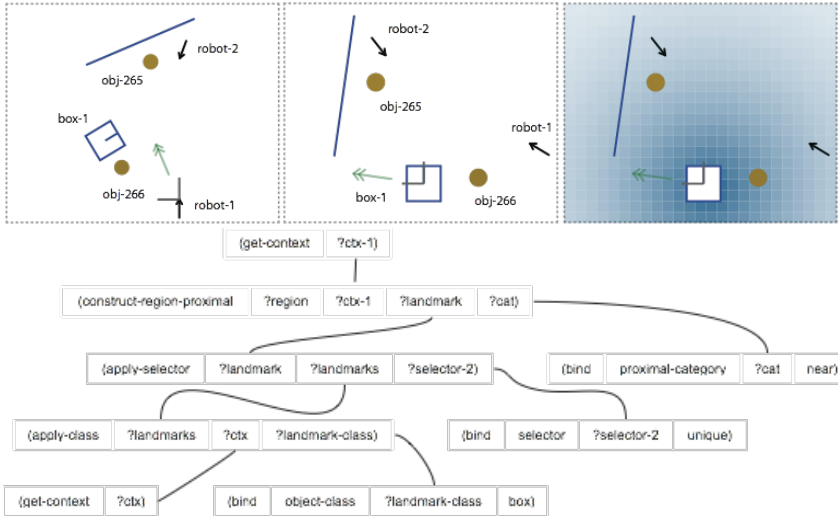 robot-2
obj-265
box-1
obj-266
robot-1
robot-2
obj-265
robot-1
box-1
obj-266
(get-context ?ctx-1)
(construct-region-proximal ?region ?ctx-1 ?landmark ?cat)
(apply-selector ?landmark ?landmarks ?selector-2)
(bind proximal-category ?cat near)
(apply-class ?landmarks ?ctx ?landmark-class)
(bind selector ?selector-2 unique)
(get-context ?ctx)
(bind object-class ?landmark-class box)